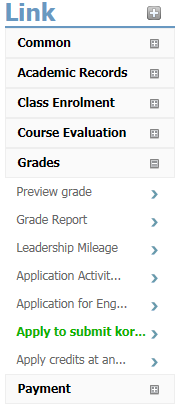 Link
Common
Academic Records
Class Enrolment
Course Evaluation
Grades
Preview grade
Grade Report
Leadership Mileage
Application Activit...
Application for Eng...
Apply to submit kor...
Apply credits at an...
Payment